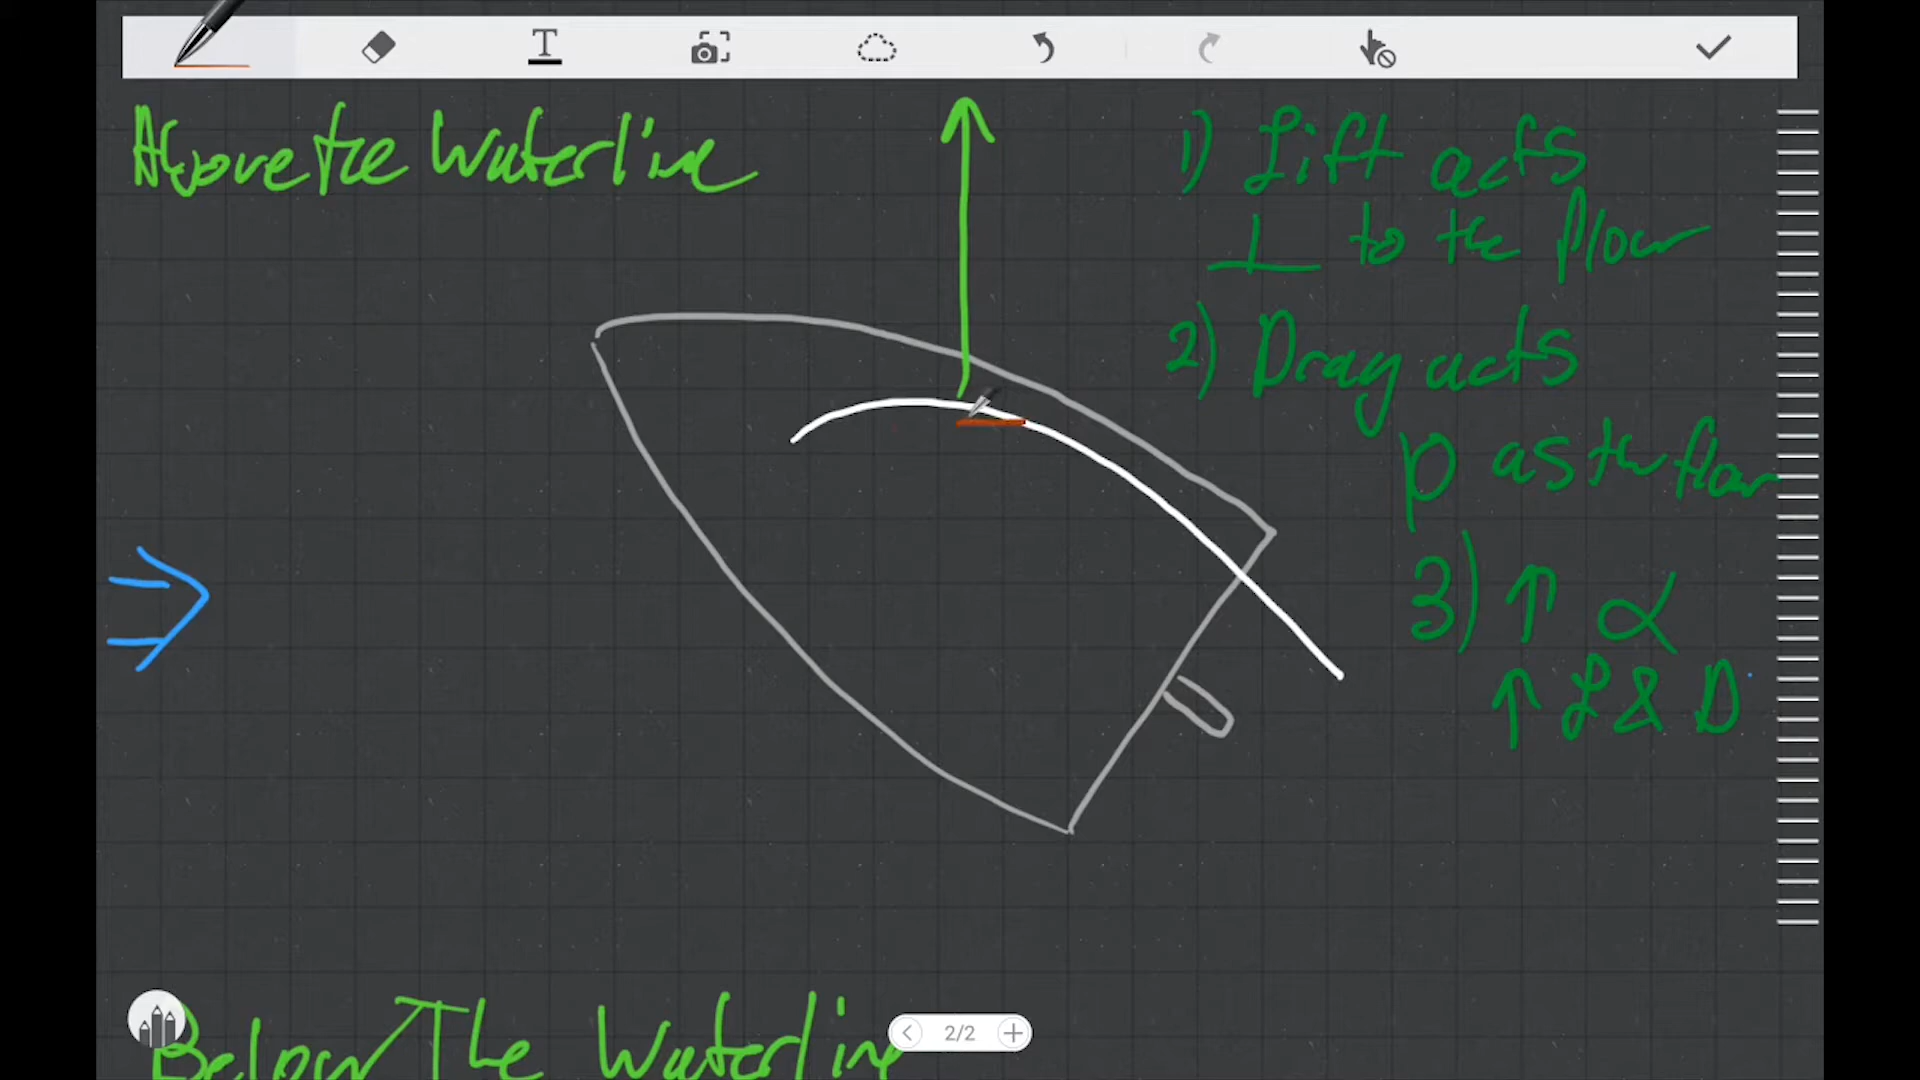 T
Above the Waterline
1) Lift acts
⊥ to the flow
2) Drag acts
as the flow
3) ↑ α
↑ L & D
Below The Waterline
2/2